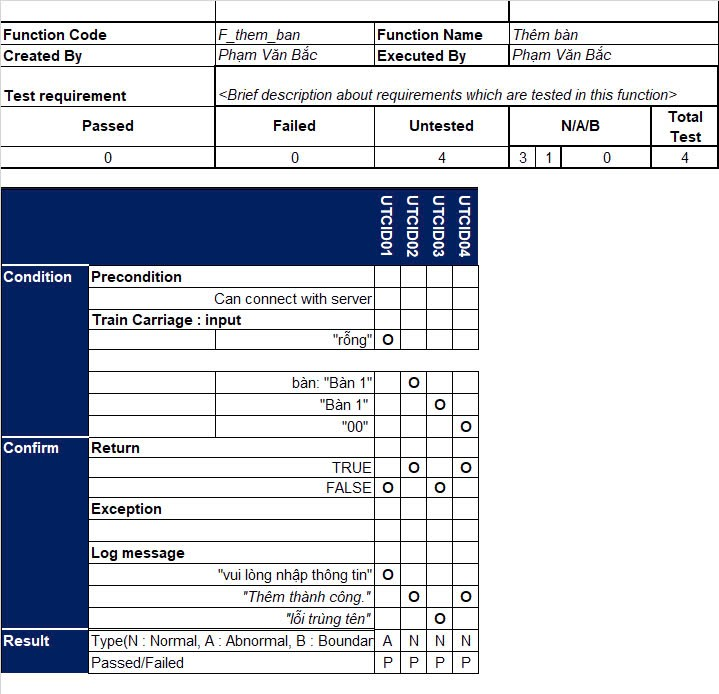 Function Code F_them_ban Function Name Thêm bàn
Created By Phạm Văn Bắc Executed By Phạm Văn Bắc
Test requirement <Brief description about requirements which are tested in this function>
Passed Failed Untested N/A/B Total Test
0 0 4 3 1 0 4
UTCID01 UTCID02 UTCID03 UTCID04
Condition Precondition
Can connect with server
Train Carriage : input
"rỗng" O
bàn: "Bàn 1" O
"Bàn 1" O
"00" O
Confirm Return
TRUE O O
FALSE O O
Exception
Log message
"vui lòng nhập thông tin" O
"Thêm thành công." O O
"lỗi trùng tên" O
Result Type(N : Normal, A : Abnormal, B : Boundar A N N N
Passed/Failed P P P P